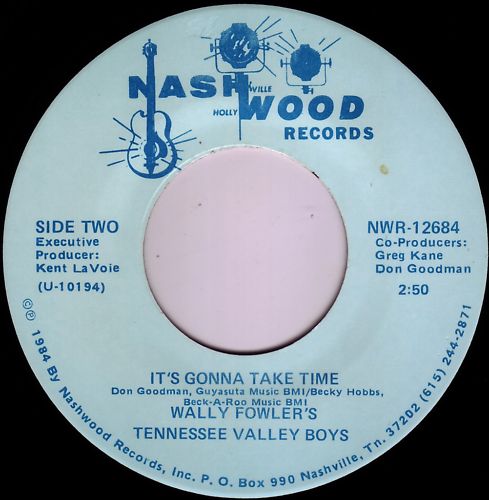 NASHVILLE
HOLLYWOOD
RECORDS
SIDE TWO
Executive
Producer:
Kent LaVoie
(U-10194)
NWR-12684
Co-Producers:
Greg Kane
Don Goodman
2:50
IT'S GONNA TAKE TIME
Don Goodman, Guyasuta Music BMI/Becky Hobbs,
Beck-A-Roo Music BMI
WALLY FOWLER'S
TENNESSEE VALLEY BOYS
© ℗ 1984 By Nashwood Records, Inc. P. O. Box 990 Nashville, Tn. 37202 (615) 244-2871